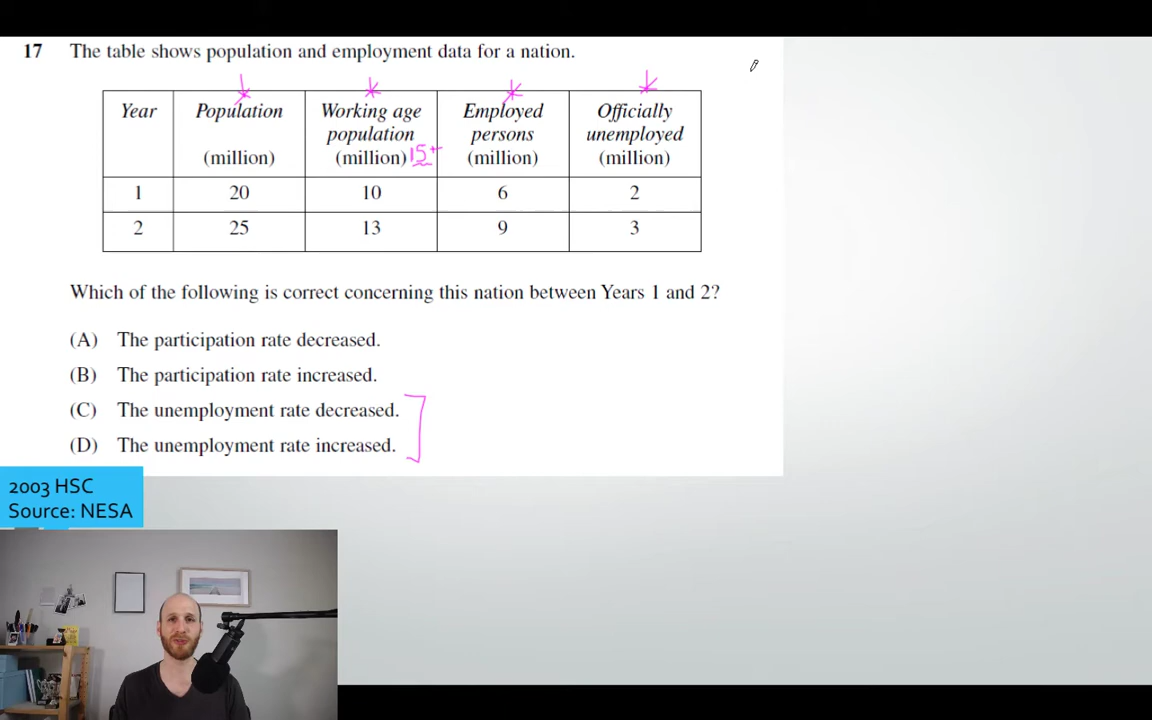 17 The table shows population and employment data for a nation.
Year Population Working age Employed Officially
population persons unemployed
(million) (million) 15+ (million) (million)
1 20 10 6 2
2 25 13 9 3
Which of the following is correct concerning this nation between Years 1 and 2?
(A) The participation rate decreased.
(B) The participation rate increased.
(C) The unemployment rate decreased.
(D) The unemployment rate increased.
2003 HSC
Source: NESA